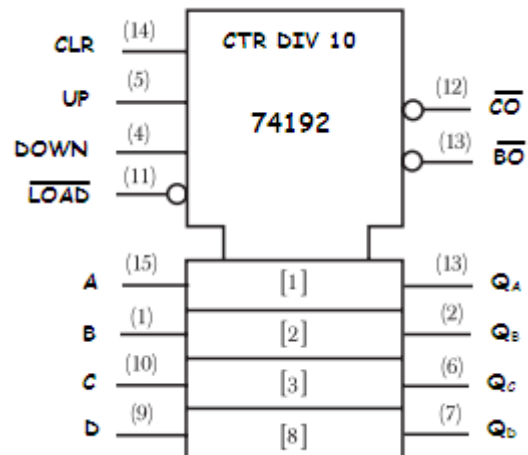 CTR DIV 10
74192
CLR (14)
UP (5)
DOWN (4)
LOAD (11)
(12) CO
(13) BO
A (15) [1] (13) QA
B (1) [2] (2) QB
C (10) [3] (6) QC
D (9) [8] (7) QD